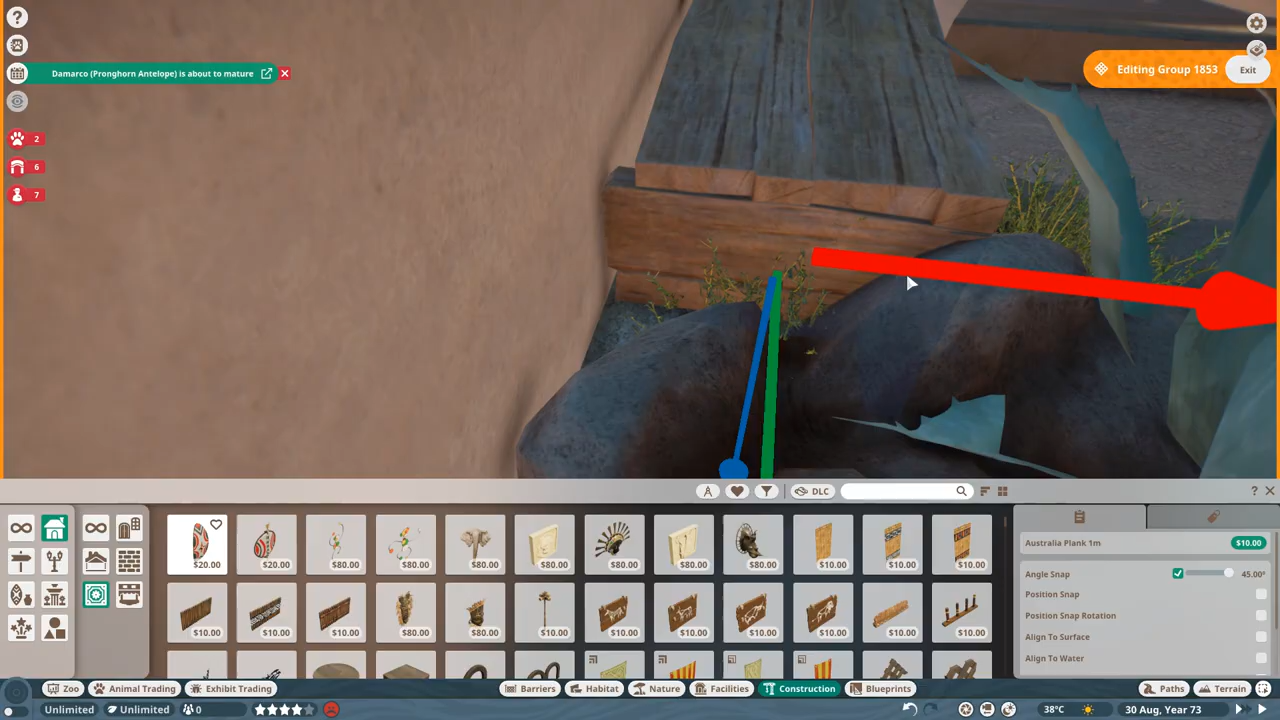 ?
Editing Group 1853
Exit
Damarco (Pronghorn Antelope) is about to mature
2
6
7
DLC
?
$20.00
$20.00
$80.00
$80.00
$80.00
$80.00
$80.00
$80.00
$80.00
$10.00
$10.00
$10.00
$10.00
$10.00
$10.00
$80.00
$80.00
$10.00
$10.00
$10.00
$10.00
$10.00
$10.00
$10.00
Australia Plank 1m
$10.00
Angle Snap
45.00°
Position Snap
Position Snap Rotation
Align To Surface
Align To Water
Zoo
Animal Trading
Exhibit Trading
Barriers
Habitat
Nature
Facilities
Construction
Blueprints
Paths
Terrain
Unlimited
Unlimited
0
38°C
30 Aug, Year 73